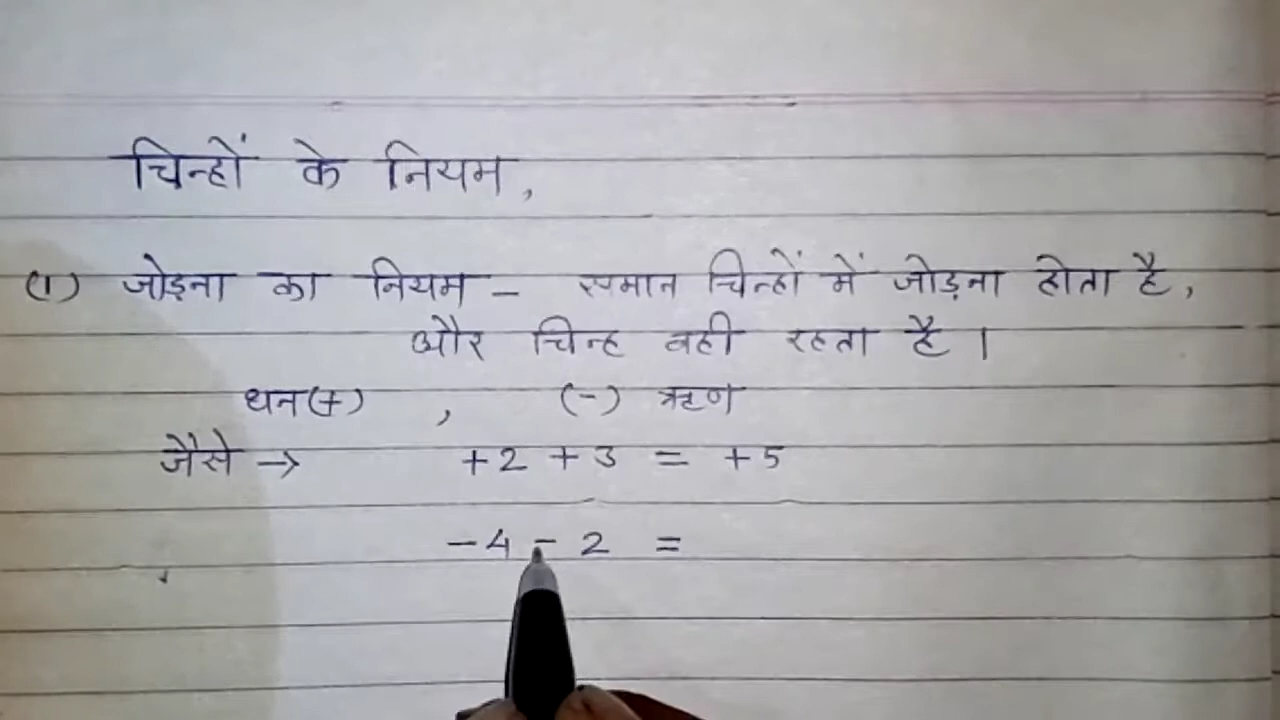 चिन्हों के नियम,
(1) जोड़ना का नियम – समान चिन्हों में जोड़ना होता है,
और चिन्ह वही रहता है।
धन(+) , (-) ऋण
जैसे → +2 +3 = +5
-4 - 2 =